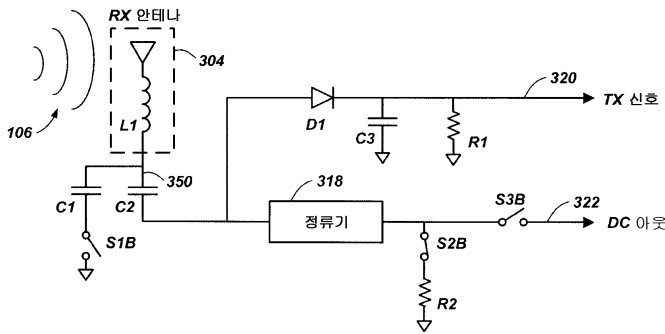 RX 안테나
304
106
L1
350
C1
C2
S1B
D1
C3
R1
320
TX 신호
318
정류기
S2B
R2
S3B
322
DC 아웃